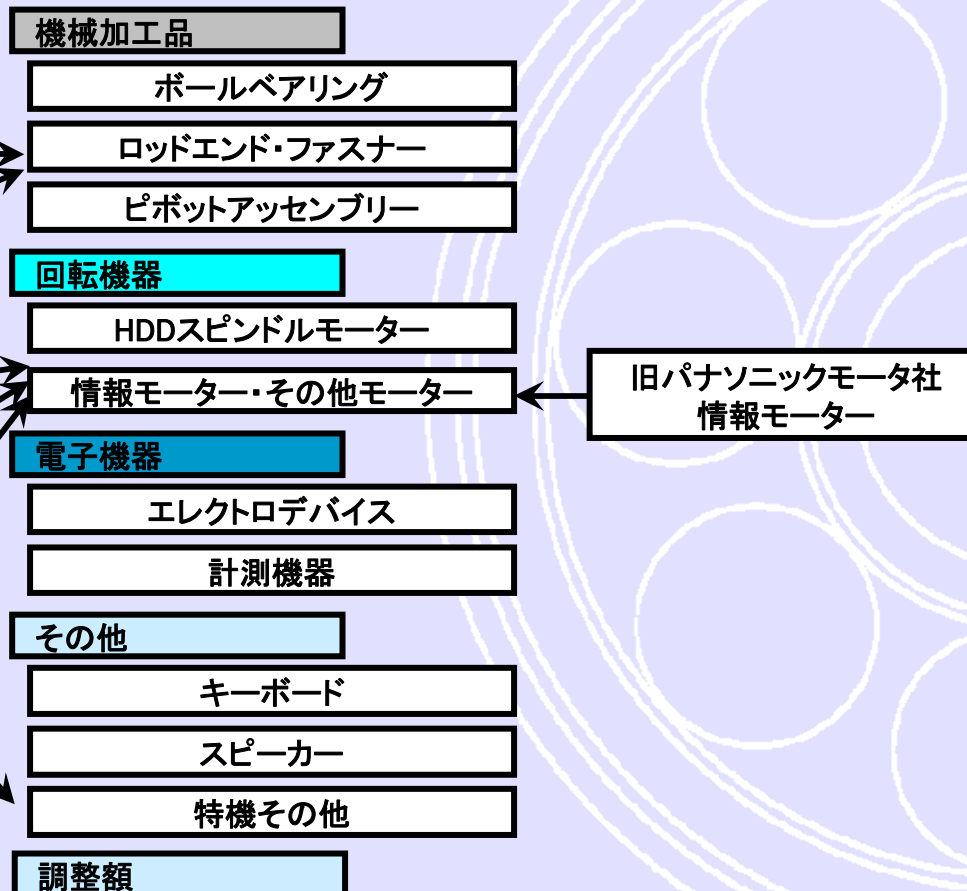 機械加工品
ボールベアリング
ロッドエンド・ファスナー
ピボットアッセンブリー
回転機器
HDDスピンドルモーター
情報モーター・その他モーター
旧パナソニックモータ社
情報モーター
電子機器
エレクトロデバイス
計測機器
その他
キーボード
スピーカー
特機その他
調整額